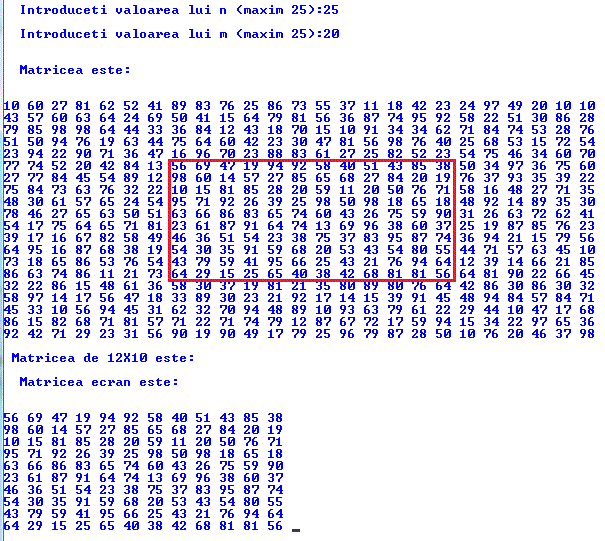 Introduceti valoarea lui n (maxim 25):25
Introduceti valoarea lui m (maxim 25):20
Matricea este:
10 60 27 81 62 52 41 89 83 76 25 86 73 55 37 11 18 42 23 24 97 49 20 10 10
43 57 60 63 64 24 69 50 41 15 64 79 81 56 36 87 74 95 92 58 22 51 30 86 28
79 85 98 98 64 44 33 36 84 12 43 18 70 15 10 91 34 34 62 71 84 74 53 28 76
51 50 94 76 19 63 44 75 64 60 42 23 30 47 81 56 98 76 40 25 68 53 15 72 54
23 94 22 90 71 36 47 16 96 70 23 88 83 61 27 25 82 52 23 54 75 46 34 60 70
77 74 52 20 42 84 13 56 69 47 19 94 92 58 40 51 43 85 38 50 34 97 36 75 60
27 77 84 45 54 89 12 98 60 14 57 27 85 65 68 27 84 20 19 76 37 93 35 39 22
75 84 73 63 76 32 22 10 15 81 85 28 20 59 11 20 50 76 71 58 16 48 27 71 35
48 30 61 57 65 24 54 95 71 92 26 39 25 98 50 98 18 65 18 48 92 14 89 35 30
78 46 27 65 63 50 51 63 66 86 83 65 74 60 43 26 75 59 90 31 26 63 72 62 41
54 17 75 64 65 71 81 23 61 87 91 64 74 13 69 96 38 60 37 25 19 87 85 76 23
39 17 16 67 82 58 49 46 36 51 54 23 38 75 37 83 95 87 74 36 94 21 15 79 56
64 95 16 87 68 38 19 54 30 35 91 59 68 20 53 43 54 80 55 44 71 57 63 45 10
73 18 65 86 53 76 54 43 79 59 41 95 66 25 43 21 76 94 64 12 39 14 66 21 85
86 63 74 86 11 21 73 64 29 15 25 65 40 38 42 68 81 81 56 64 81 90 22 66 45
32 22 86 15 48 61 36 30 37 19 81 21 35 80 89 80 76 64 42 86 30 86 30 32
58 97 14 17 56 47 18 33 89 30 23 21 92 17 14 15 39 91 45 48 94 84 57 84 71
45 33 10 56 94 45 31 62 32 70 94 48 89 10 93 63 79 61 22 29 44 10 47 17 68
86 15 82 68 71 81 57 71 22 71 74 79 12 87 67 72 17 59 94 15 34 22 97 65 36
92 42 71 29 23 31 56 90 19 90 49 17 79 25 96 79 87 28 50 10 76 20 46 37 98
Matricea de 12X10 este:
Matricea ecran este:
56 69 47 19 94 92 58 40 51 43 85 38
98 60 14 57 27 85 65 68 27 84 20 19
10 15 81 85 28 20 59 11 20 50 76 71
95 71 92 26 39 25 98 50 98 18 65 18
63 66 86 83 65 74 60 43 26 75 59 90
23 61 87 91 64 74 13 69 96 38 60 37
46 36 51 54 23 38 75 37 83 95 87 74
54 30 35 91 59 68 20 53 43 54 80 55
43 79 59 41 95 66 25 43 21 76 94 64
64 29 15 25 65 40 38 42 68 81 81 56